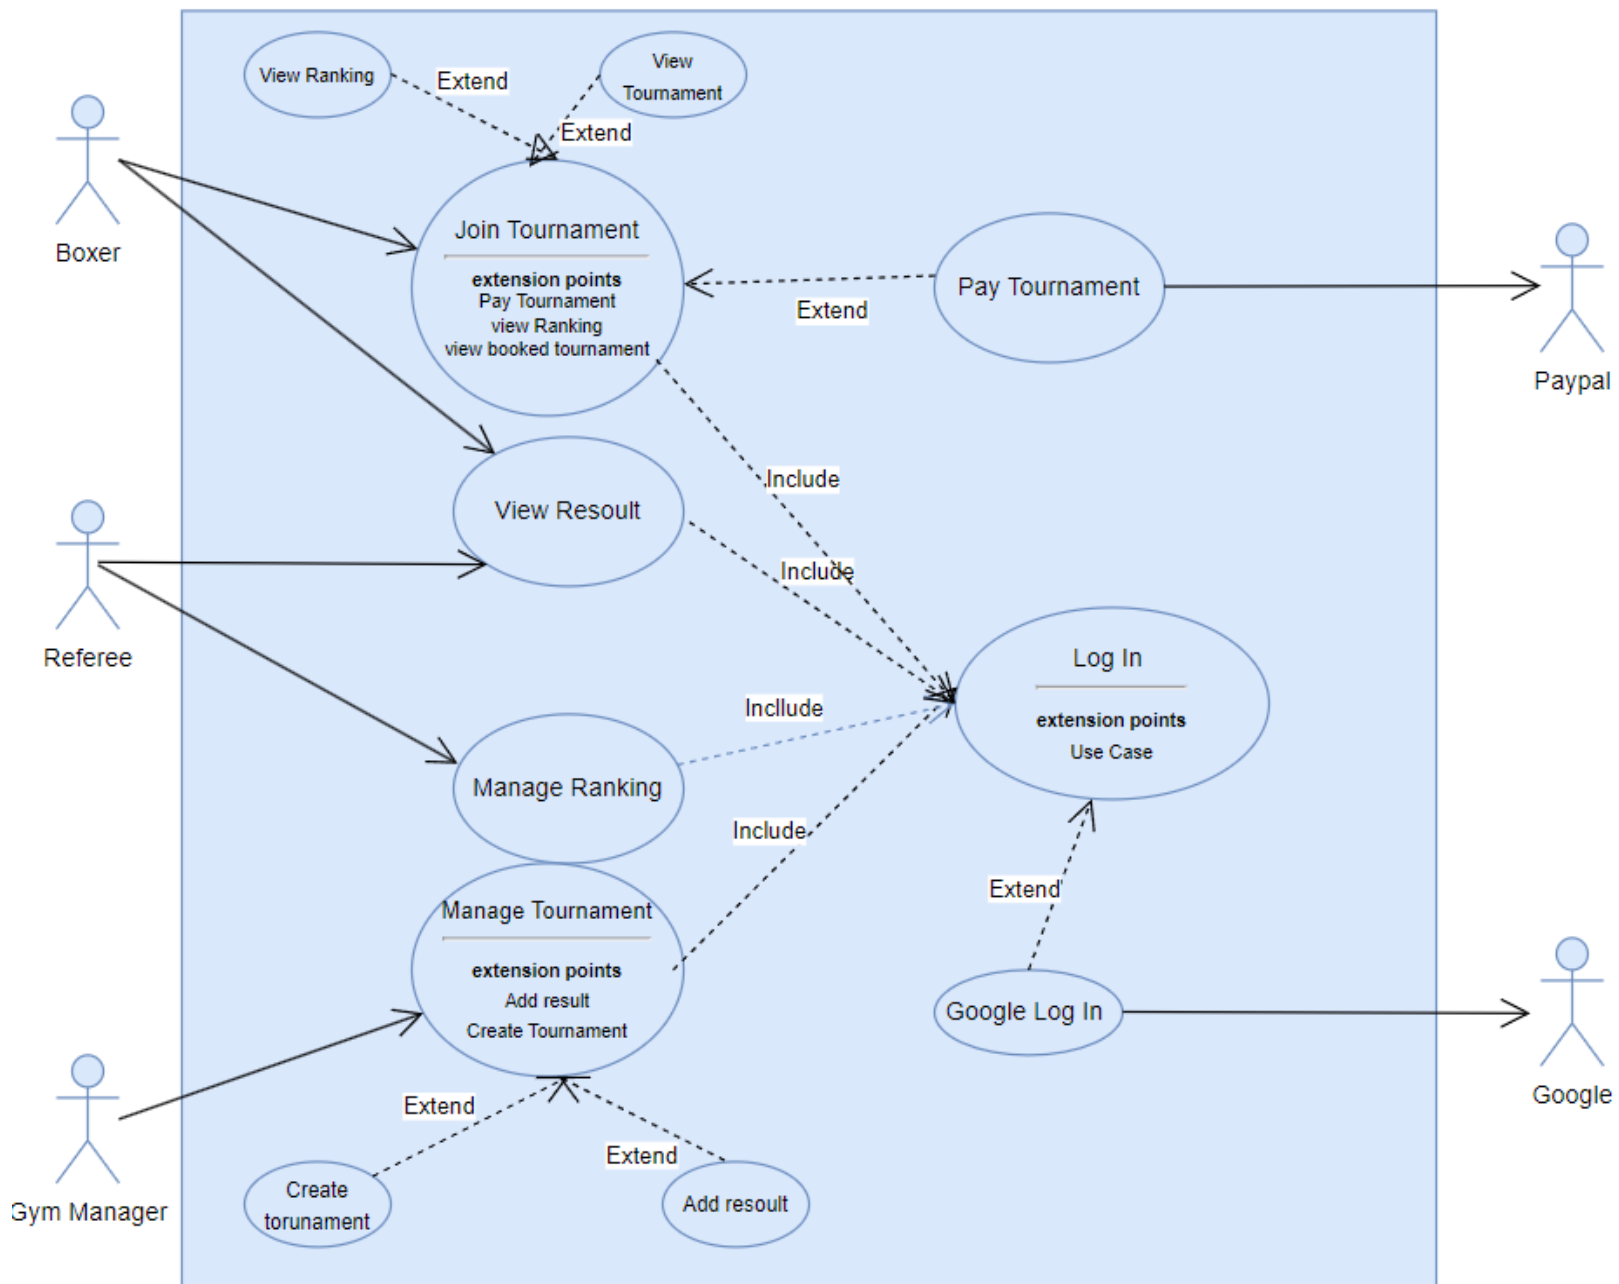 View Ranking
Extend
View
Tournament
Extend
Boxer
Join Tournament
extension points
Pay Tournament
view Ranking
view booked tournament
Extend
Pay Tournament
Paypal
Include
View Resoult
Include
Referee
Log In
extension points
Use Case
Incllude
Manage Ranking
Include
Manage Tournament
extension points
Add result
Create Tournament
Extend
Google Log In
Google
Extend
Extend
Gym Manager
Create
torunament
Add resoult